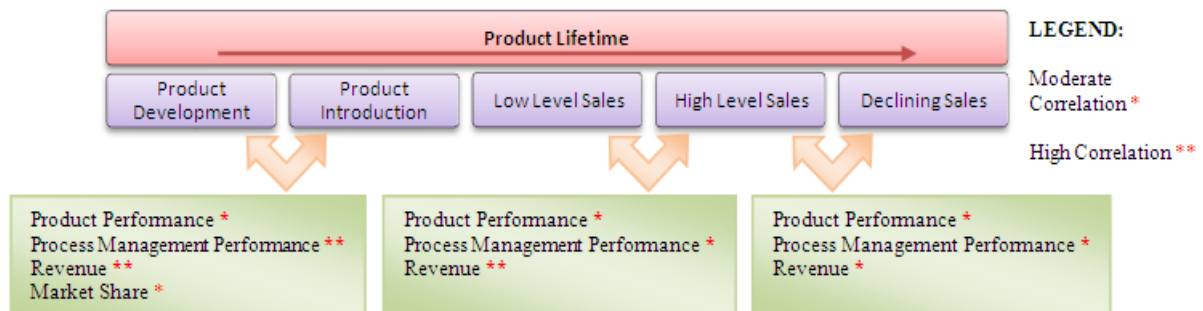 Product Lifetime
LEGEND:
Product
Development
Product
Introduction
Low Level Sales
High Level Sales
Declining Sales
Moderate
Correlation *
High Correlation **
Product Performance *
Process Management Performance **
Revenue **
Market Share *
Product Performance *
Process Management Performance *
Revenue **
Product Performance *
Process Management Performance *
Revenue *